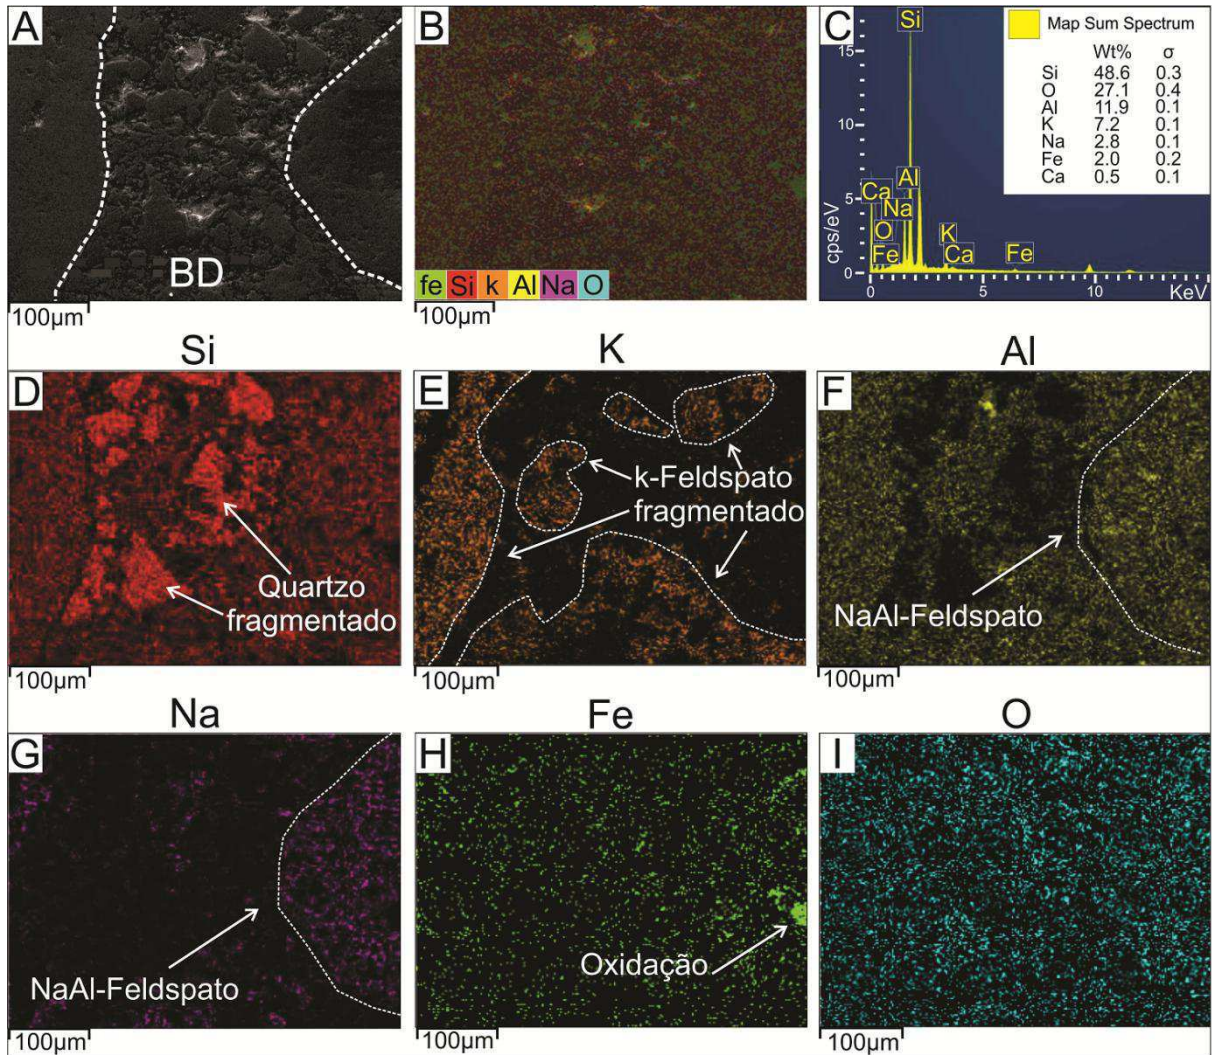 A
BD
100μm
B
fe Si k Al Na O
100μm
C
Map Sum Spectrum
Wt% σ
Si 48.6 0.3
O 27.1 0.4
Al 11.9 0.1
K 7.2 0.1
Na 2.8 0.1
Fe 2.0 0.2
Ca 0.5 0.1
Si
15
10
Al
Ca
5
Na
O
K
Fe
Ca
Fe
0
cps/eV
0 5 10 KeV
Si
D
Quartzo
fragmentado
100μm
K
E
k-Feldspato
fragmentado
100μm
Al
F
NaAl-Feldspato
100μm
Na
G
NaAl-Feldspato
100μm
Fe
H
Oxidação
100μm
O
I
100μm